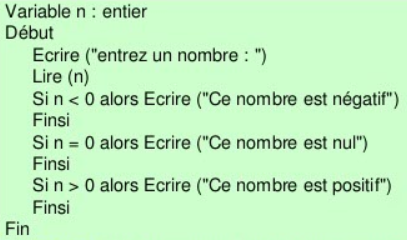 Variable n : entier
Début
Ecrire ("entrez un nombre : ")
Lire (n)
Si n < 0 alors Ecrire ("Ce nombre est négatif")
Finsi
Si n = 0 alors Ecrire ("Ce nombre est nul")
Finsi
Si n > 0 alors Ecrire ("Ce nombre est positif")
Finsi
Fin